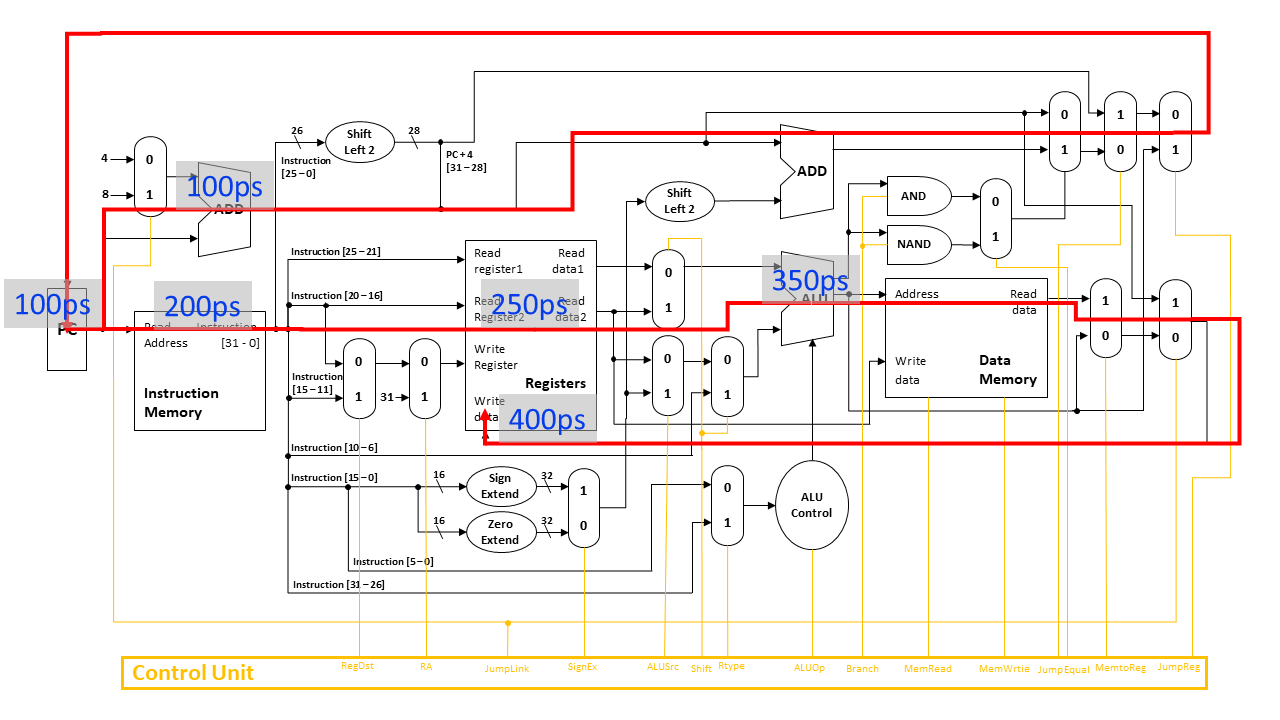 26
28
Shift
Left 2
Instruction
[25 – 0]
PC + 4
[31 – 28]
4
0
8
1
100ps
ADD
0
1
1
0
0
1
ADD
Shift
Left 2
AND
NAND
0
1
Instruction [25 – 21]
Read
register1
Read
data1
0
1
Instruction [20 – 16]
Read
Register2
Read
data2
250ps
350ps
ALU
Address
Read
data
Write
data
Data
Memory
1
0
1
0
100ps
PC
200ps
Read
Address
Instruction
[31 - 0]
Instruction
Memory
Instruction
[15 – 11]
0
1
31
0
1
Write
Register
Registers
Write
data
400ps
0
1
0
1
Instruction [10 – 6]
Instruction [15 – 0]
16
Sign
Extend
32
16
Zero
Extend
32
1
0
0
1
ALU
Control
Instruction [5 – 0]
Instruction [31 – 26]
Control Unit
RegDst
RA
JumpLink
SignEx
ALUSrc
Shift
Rtype
ALUOp
Branch
MemRead
MemWrtie
JumpEqual
MemtoReg
JumpReg